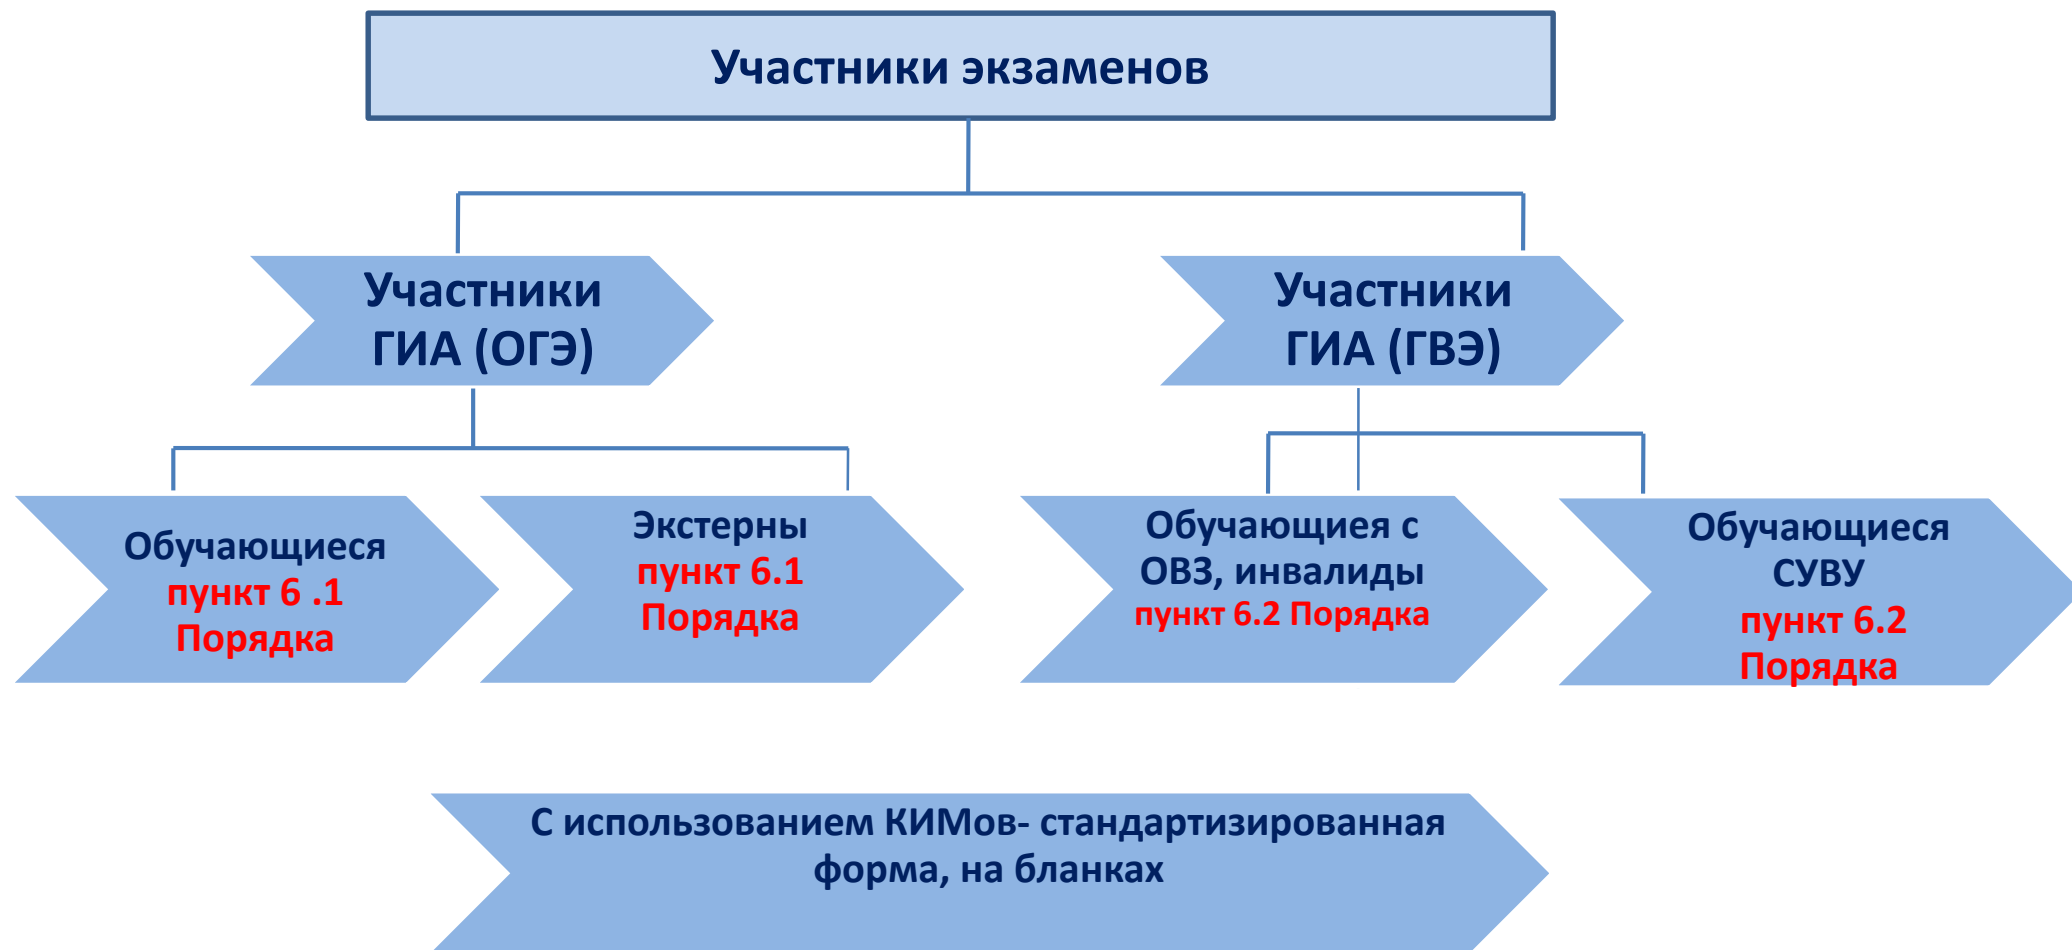 Участники экзаменов
Участники
ГИА (ОГЭ)
Участники
ГИА (ГВЭ)
Обучающиеся
пункт 6 .1
Порядка
Экстерны
пункт 6.1
Порядка
Обучающиея с
ОВЗ, инвалиды
пункт 6.2 Порядка
Обучающиеся
СУВУ
пункт 6.2
Порядка
С использованием КИМов- стандартизированная
форма, на бланках